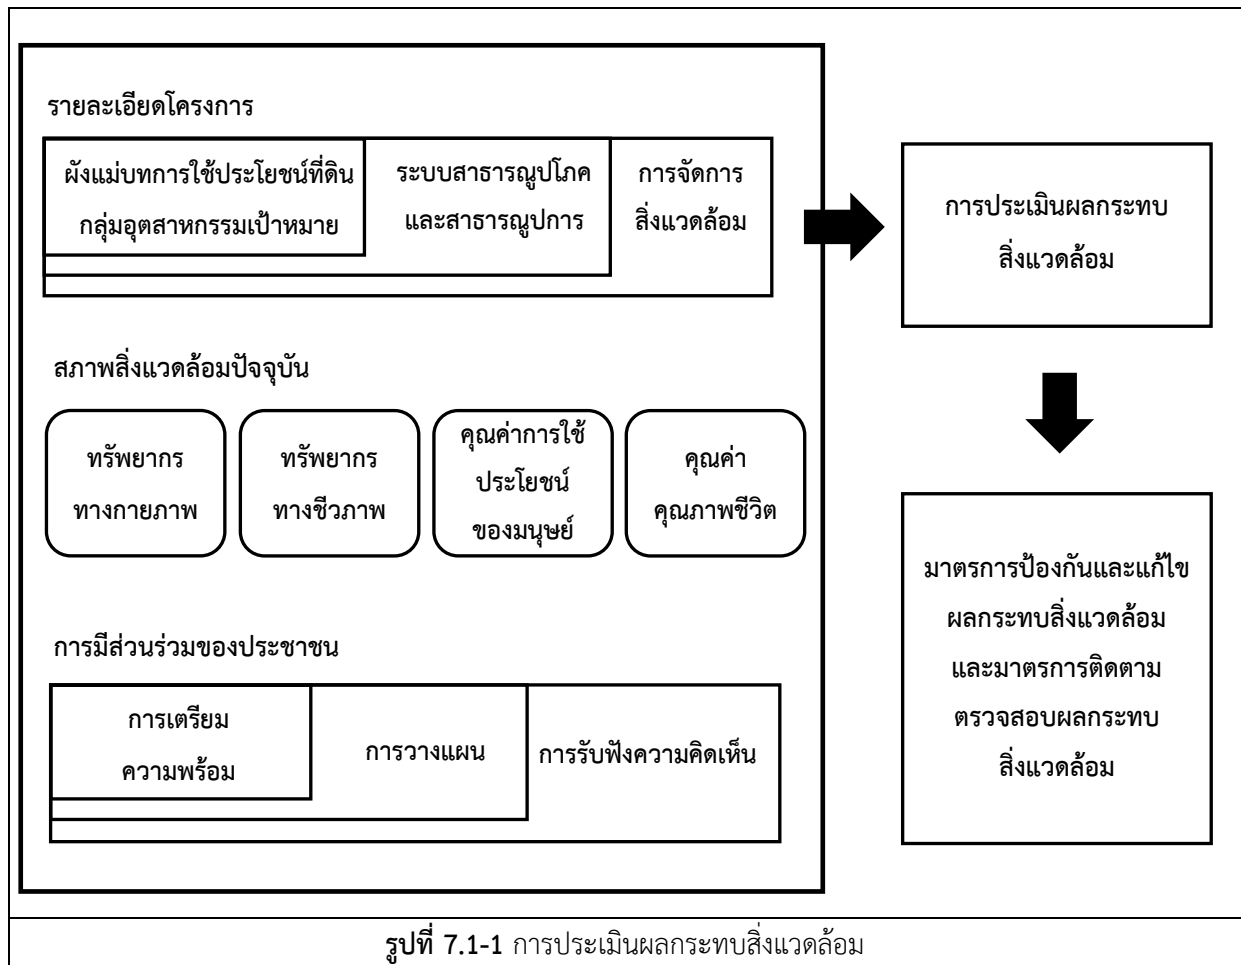 รายละเอียดโครงการ
ผังแม่บทการใช้ประโยชน์ที่ดิน
กลุ่มอุตสาหกรรมเป้าหมาย
ระบบสาธารณูปโภค
และสาธารณูปการ
การจัดการ
สิ่งแวดล้อม
สภาพสิ่งแวดล้อมปัจจุบัน
ทรัพยากร
ทางกายภาพ
ทรัพยากร
ทางชีวภาพ
คุณค่าการใช้
ประโยชน์
ของมนุษย์
คุณค่า
คุณภาพชีวิต
การมีส่วนร่วมของประชาชน
การเตรียม
ความพร้อม
การวางแผน
การรับฟังความคิดเห็น
การประเมินผลกระทบ
สิ่งแวดล้อม
มาตรการป้องกันและแก้ไข
ผลกระทบสิ่งแวดล้อม
และมาตรการติดตาม
ตรวจสอบผลกระทบ
สิ่งแวดล้อม
รูปที่ 7.1-1 การประเมินผลกระทบสิ่งแวดล้อม